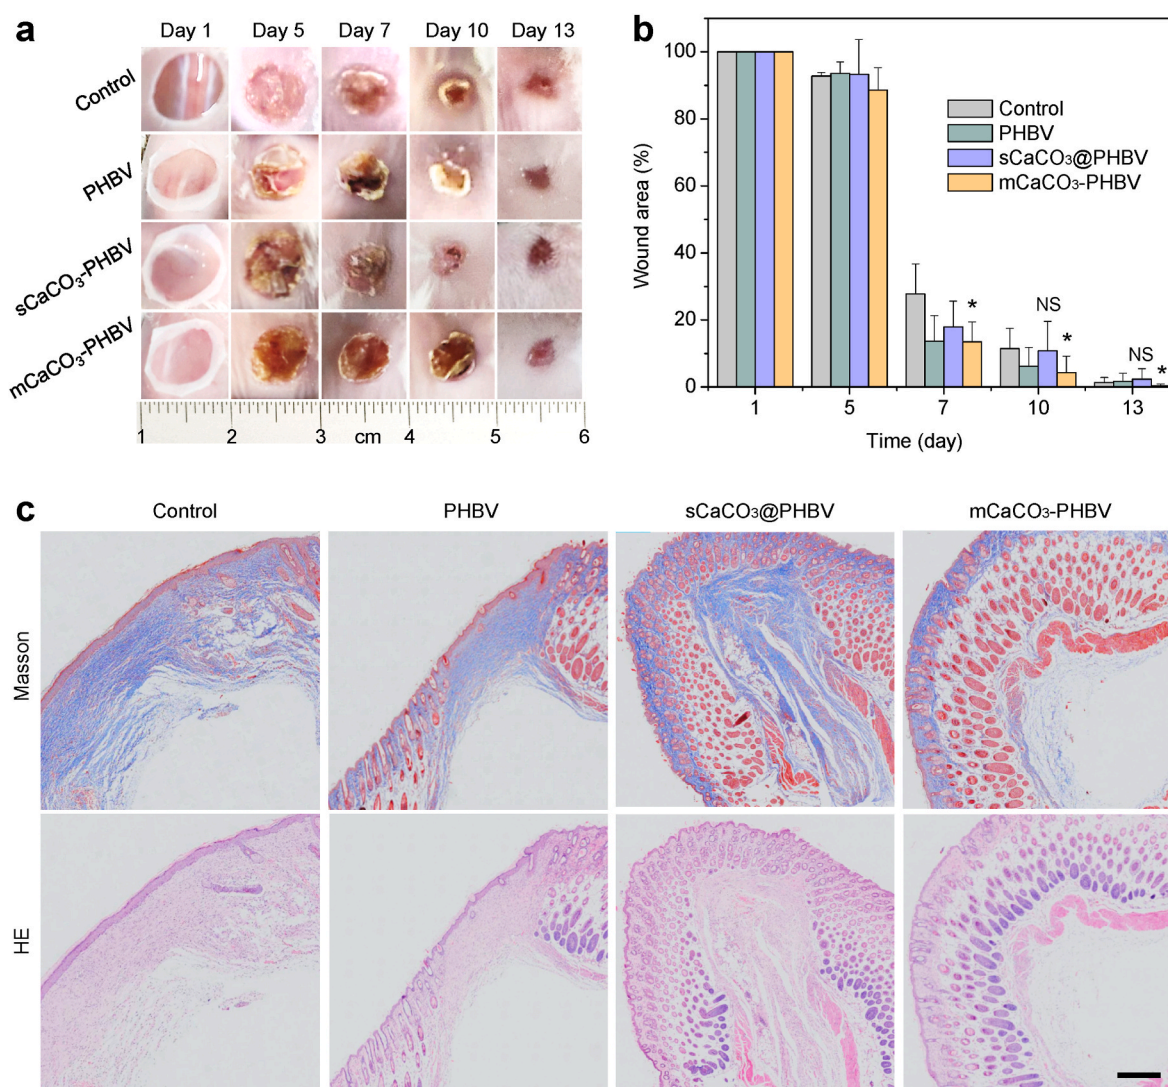 a
Day 1 Day 5 Day 7 Day 10 Day 13
Control
PHBV
sCaCO₃-PHBV
mCaCO₃-PHBV
1 2 3 cm 4 5 6
b
Wound area (%)
100
80
60
40
20
0
Control
PHBV
sCaCO₃@PHBV
mCaCO₃-PHBV
*
NS
*
NS
*
1 5 7 10 13
Time (day)
c
Control PHBV sCaCO₃@PHBV mCaCO₃-PHBV
Masson
HE